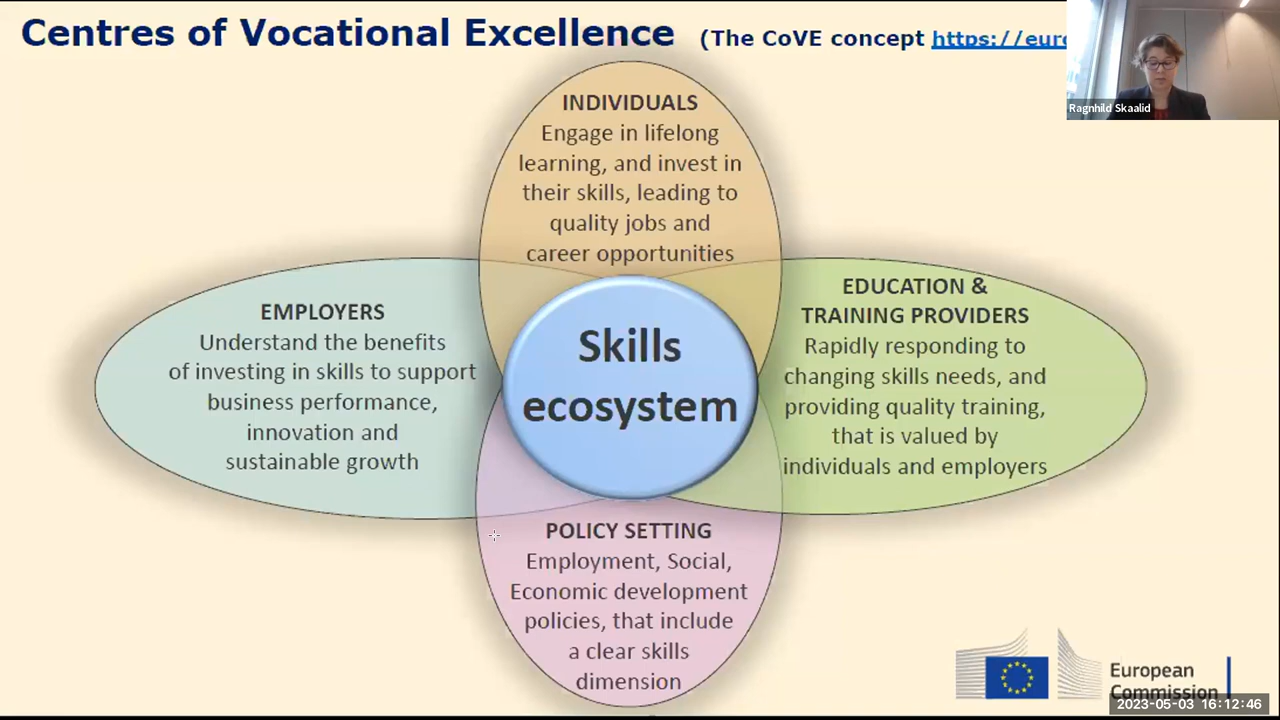 Centres of Vocational Excellence (The CoVE concept https://euro
Ragnhild Skaalid
INDIVIDUALS
Engage in lifelong
learning, and invest in
their skills, leading to
quality jobs and
career opportunities
EMPLOYERS
Understand the benefits
of investing in skills to support
business performance,
innovation and
sustainable growth
Skills
ecosystem
EDUCATION &
TRAINING PROVIDERS
Rapidly responding to
changing skills needs, and
providing quality training,
that is valued by
individuals and employers
POLICY SETTING
Employment, Social,
Economic development
policies, that include
a clear skills
dimension
European
Commission
2023-05-03 16:12:46